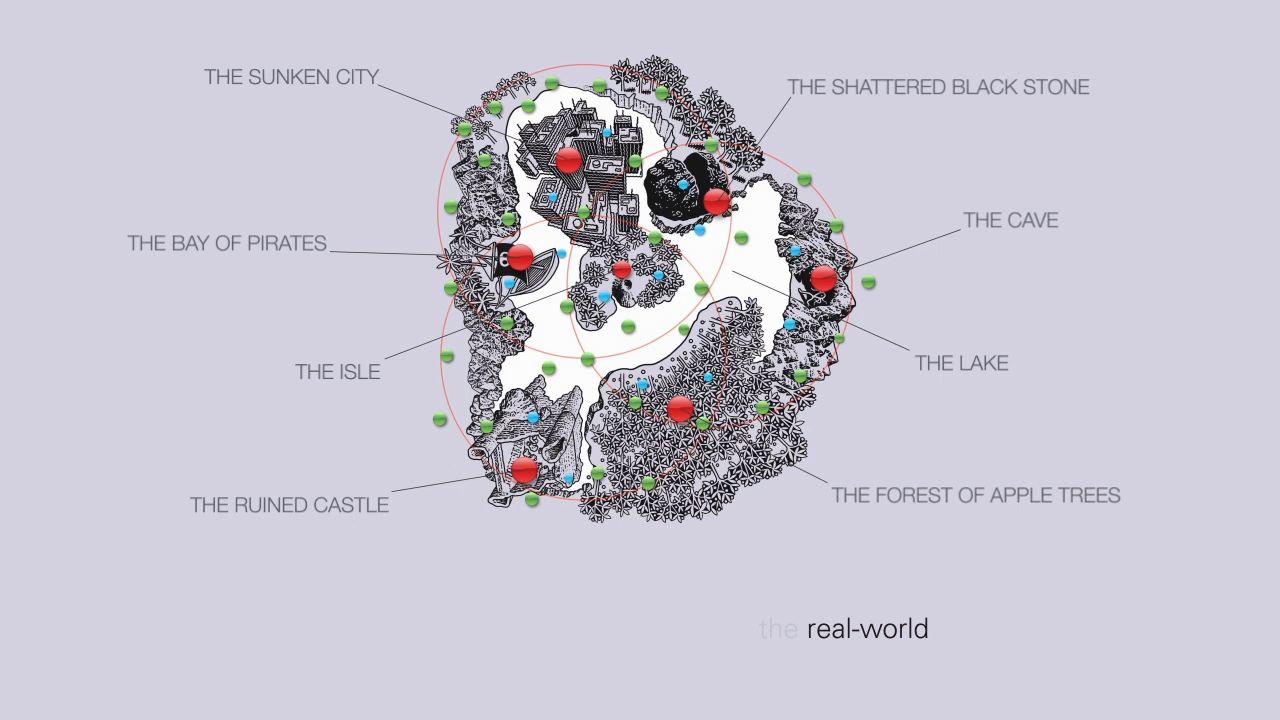 THE SUNKEN CITY
THE SHATTERED BLACK STONE
THE CAVE
THE BAY OF PIRATES
6
THE ISLE
THE LAKE
THE RUINED CASTLE
THE FOREST OF APPLE TREES
the real-world